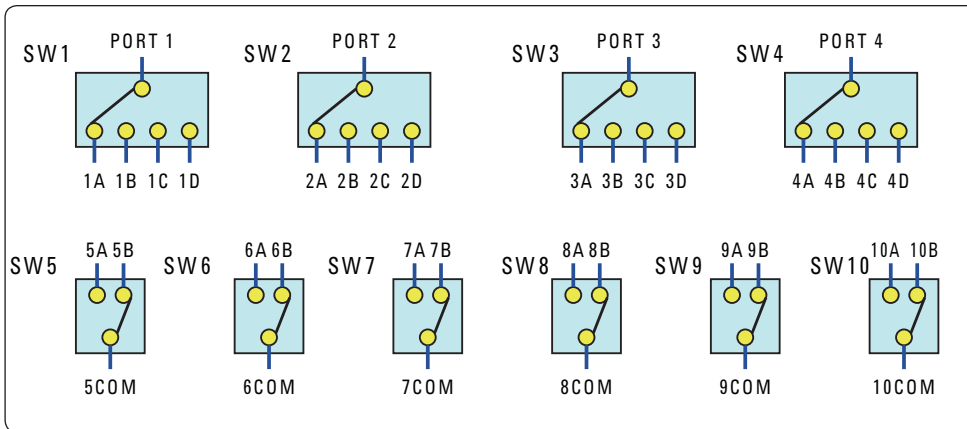 PORT 1 PORT 2 PORT 3 PORT 4
SW1 SW2 SW3 SW4
1A 1B 1C 1D 2A 2B 2C 2D 3A 3B 3C 3D 4A 4B 4C 4D
5A 5B 6A 6B 7A 7B 8A 8B 9A 9B 10A 10B
SW5 SW6 SW7 SW8 SW9 SW10
5COM 6COM 7COM 8COM 9COM 10COM